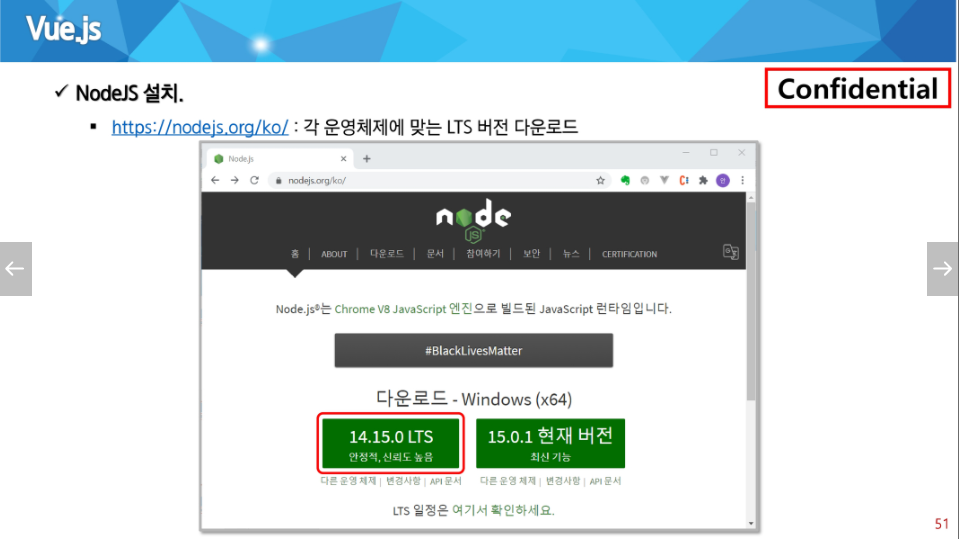 Vue.js
Confidential
✓ NodeJS 설치.
▪ https://nodejs.org/ko/ : 각 운영체제에 맞는 LTS 버전 다운로드
Node.js
nodejs.org/ko/
node
JS
홈 | ABOUT | 다운로드 | 문서 | 참여하기 | 보안 | 뉴스 | CERTIFICATION
Node.js®는 Chrome V8 JavaScript 엔진으로 빌드된 JavaScript 런타임입니다.
#BlackLivesMatter
다운로드 - Windows (x64)
14.15.0 LTS
안정적, 신뢰도 높음
15.0.1 현재 버전
최신 기능
다른 운영 체제 | 변경사항 | API 문서
다른 운영 체제 | 변경사항 | API 문서
LTS 일정은 여기서 확인하세요.
51